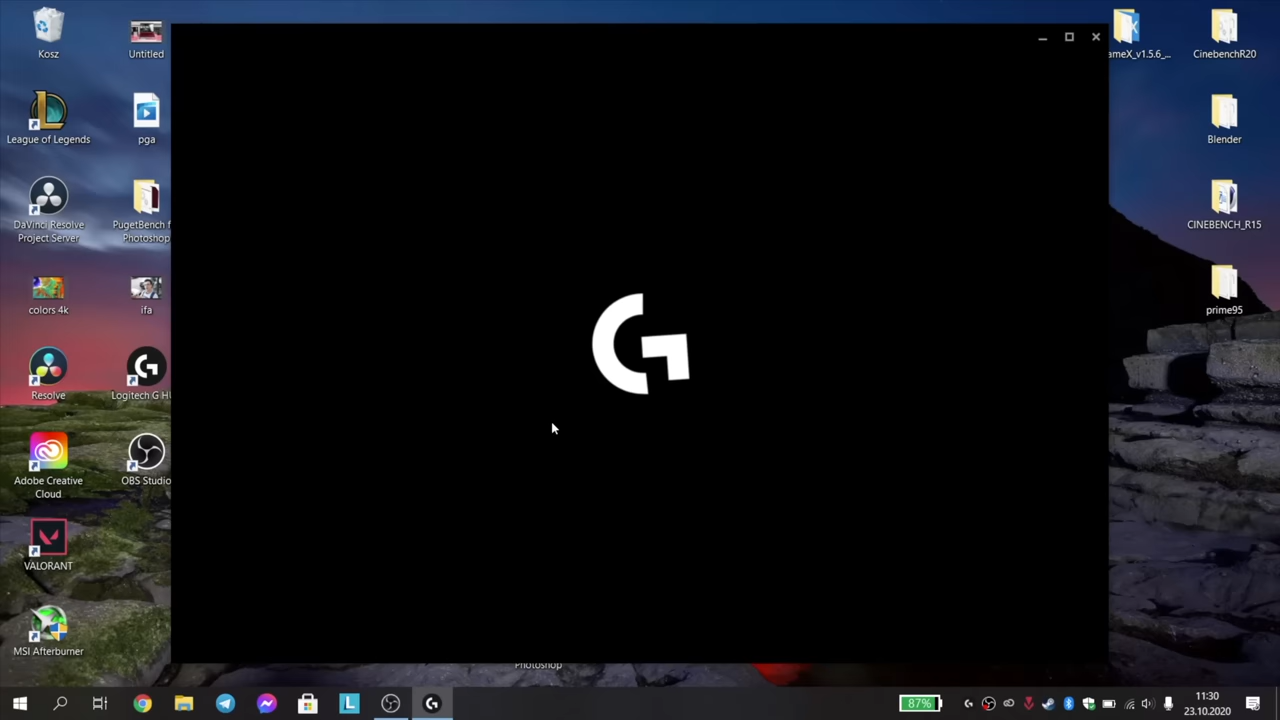 Kosz
Untitled
League of Legends
pga
DaVinci Resolve
Project Server
PugetBench f
Photoshop
colors 4k
ifa
Resolve
Logitech G HU
Adobe Creative
Cloud
OBS Studio
VALORANT
MSI Afterburner
Photoshop
ameX_v1.5.6_...
CinebenchR20
Blender
CINEBENCH_R15
prime95
87%
11:30
23.10.2020